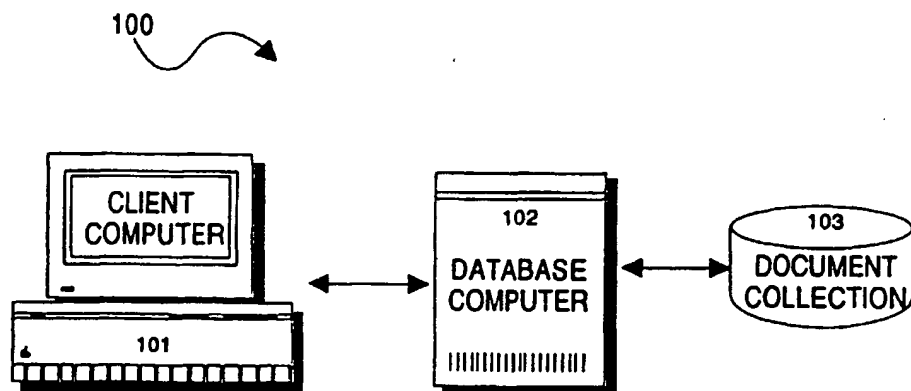 100
CLIENT
COMPUTER
101
102
DATABASE
COMPUTER
103
DOCUMENT
COLLECTION